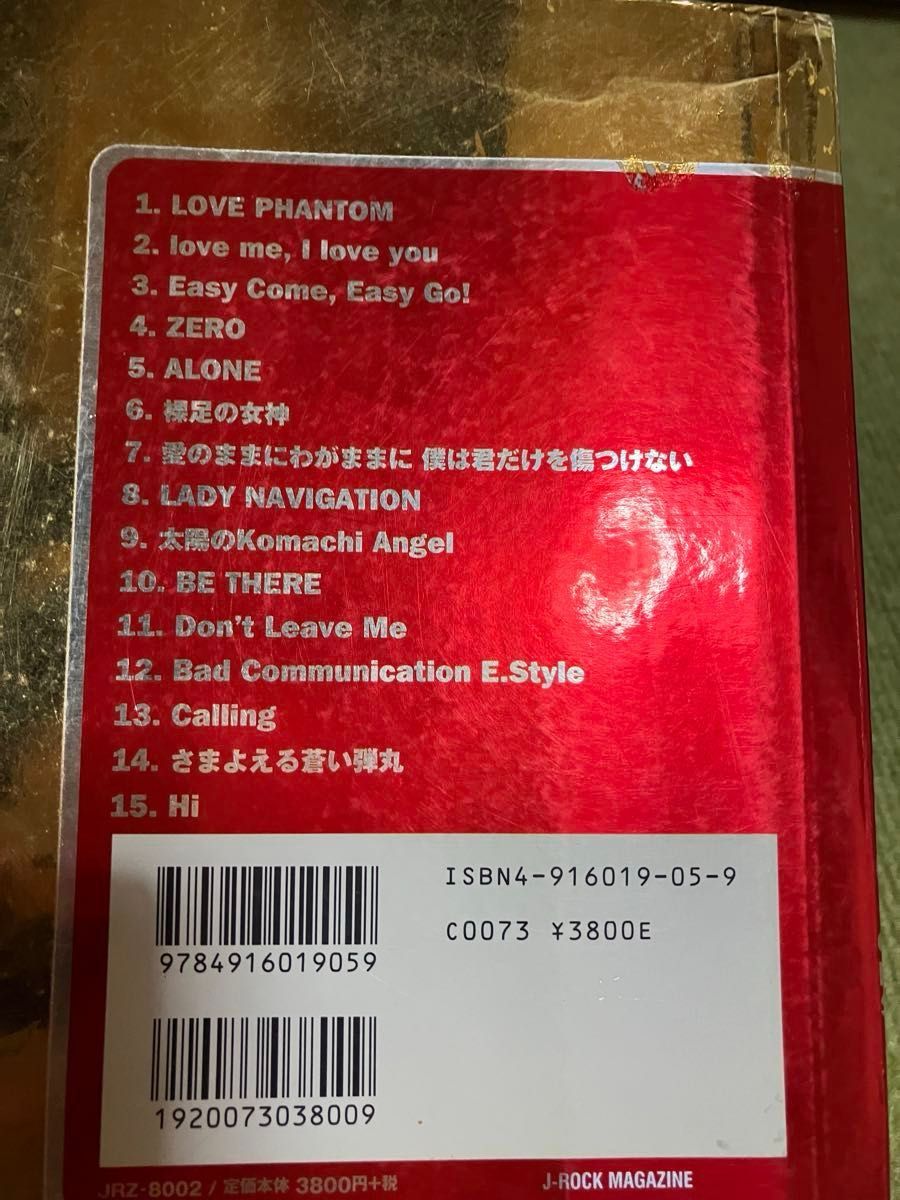 1. LOVE PHANTOM
2. love me, I love you
3. Easy Come, Easy Go!
4. ZERO
5. ALONE
6. 裸足の女神
7. 愛のままにわがままに 僕は君だけを傷つけない
8. LADY NAVIGATION
9. 太陽のKomachi Angel
10. BE THERE
11. Don't Leave Me
12. Bad Communication E.Style
13. Calling
14. さまよえる蒼い弾丸
15. Hi
ISBN4-916019-05-9
C0073 ¥3800E
9784916019059
1920073038009
JRZ-8002 / 定価本体 3800円+税
J-ROCK MAGAZINE